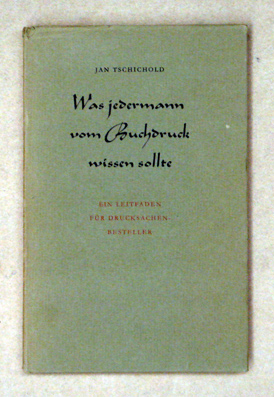 JAN TSCHICHOLD
Was jedermann
vom Buchdruck
wissen sollte
EIN LEITFADEN
FÜR DRUCKSACHEN-
BESTELLER